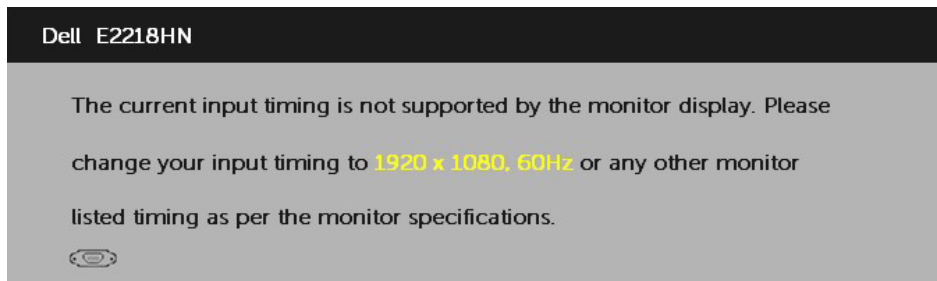 Dell E2218HN
The current input timing is not supported by the monitor display. Please
change your input timing to 1920 x 1080, 60Hz or any other monitor
listed timing as per the monitor specifications.